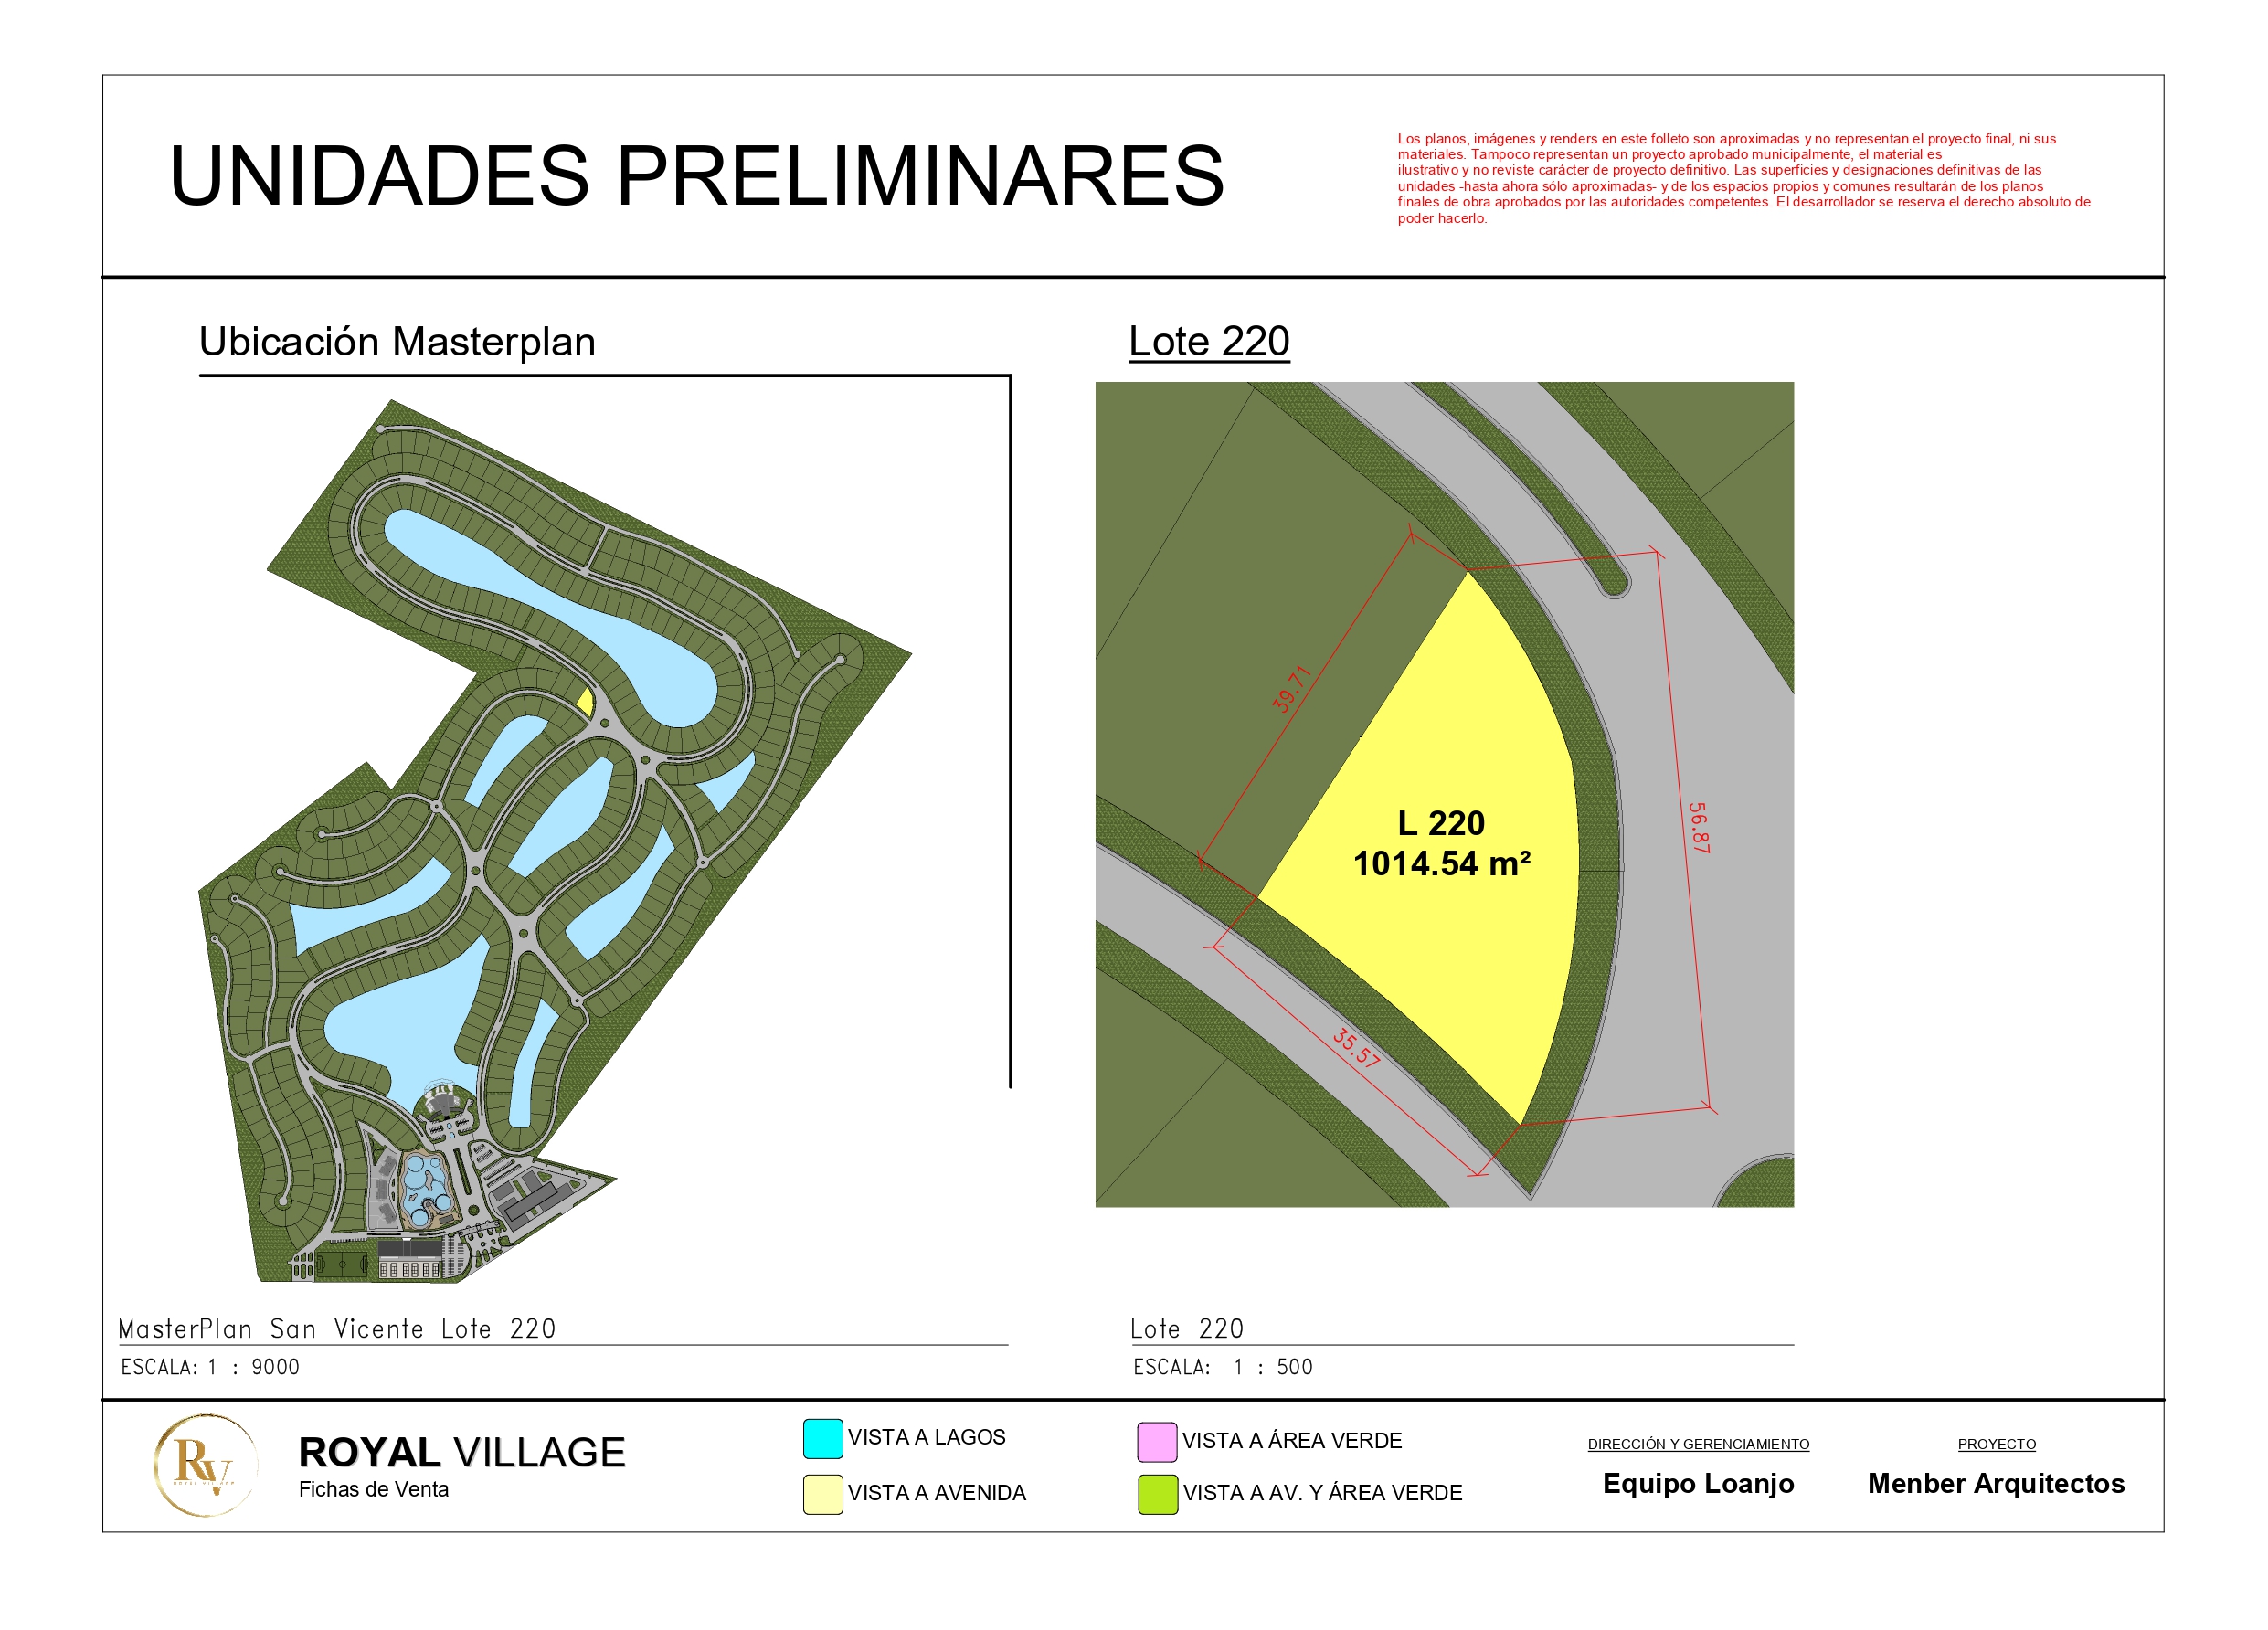 UNIDADES PRELIMINARES
Los planos, imágenes y renders en este folleto son aproximadas y no representan el proyecto final, ni sus
materiales. Tampoco representan un proyecto aprobado municipalmente, el material es
ilustrativo y no reviste carácter de proyecto definitivo. Las superficies y designaciones definitivas de las
unidades -hasta ahora sólo aproximadas- y de los espacios propios y comunes resultarán de los planos
finales de obra aprobados por las autoridades competentes. El desarrollador se reserva el derecho absoluto de
poder hacerlo.
Ubicación Masterplan
Lote 220
39.71
56.87
L 220
1014.54 m²
35.57
MasterPlan San Vicente Lote 220
ESCALA: 1 : 9000
Lote 220
ESCALA: 1 : 500
RV
ROYAL VILLAGE
ROYAL VILLAGE
Fichas de Venta
VISTA A LAGOS
VISTA A AVENIDA
VISTA A ÁREA VERDE
VISTA A AV. Y ÁREA VERDE
DIRECCIÓN Y GERENCIAMIENTO
Equipo Loanjo
PROYECTO
Menber Arquitectos